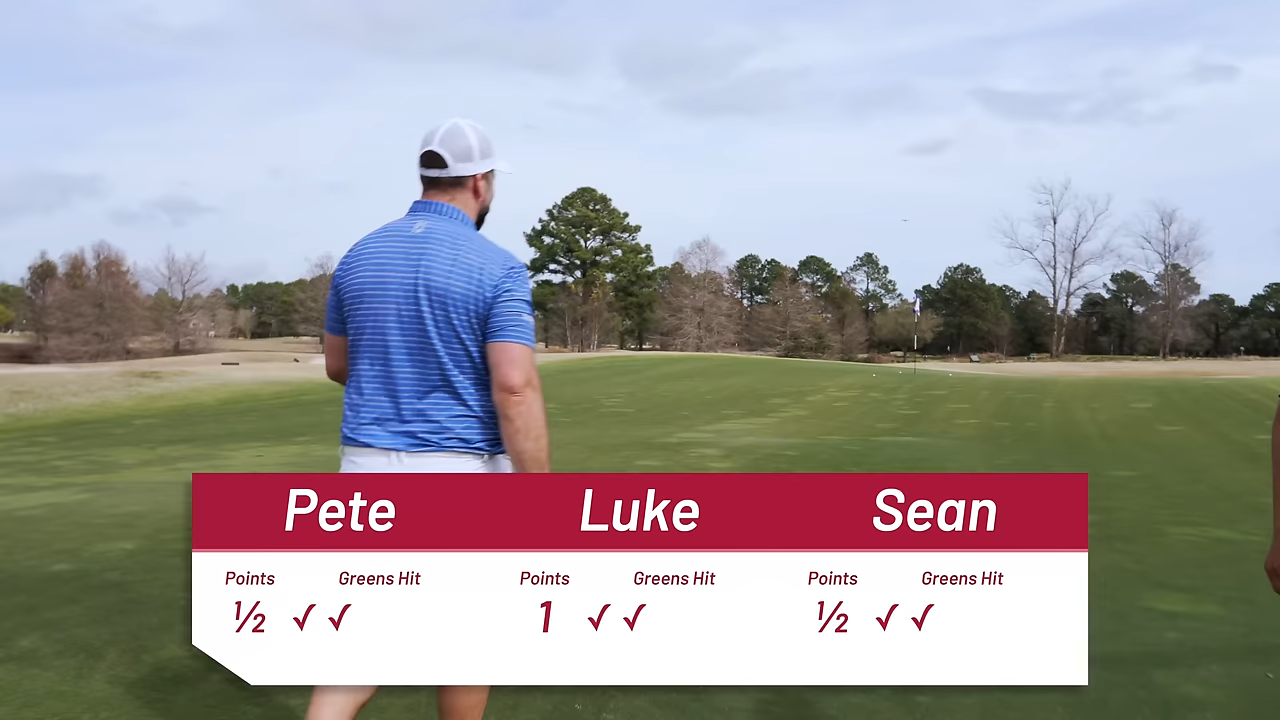 Pete Luke Sean
Points Greens Hit Points Greens Hit Points Greens Hit
½ ✓ ✓ 1 ✓ ✓ ½ ✓ ✓